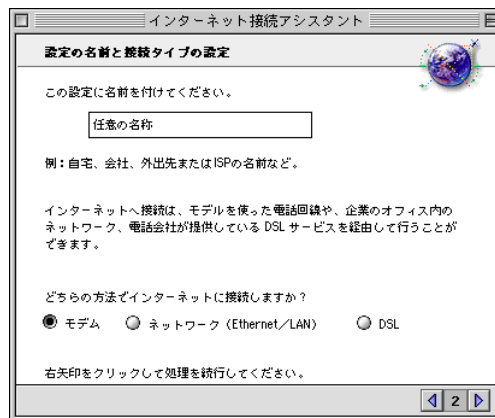 インターネット接続アシスタント
設定の名前と接続タイプの設定
この設定に名前を付けてください。
任意の名称
例：自宅、会社、外出先またはISPの名前など。
インターネットへ接続は、モデルを使った電話回線や、企業のオフィス内の
ネットワーク、電話会社が提供している DSL サービスを経由して行うことが
できます。
どちらの方法でインターネットに接続しますか？
モデム ネットワーク（Ethernet／LAN） DSL
右矢印をクリックして処理を続行してください。
2